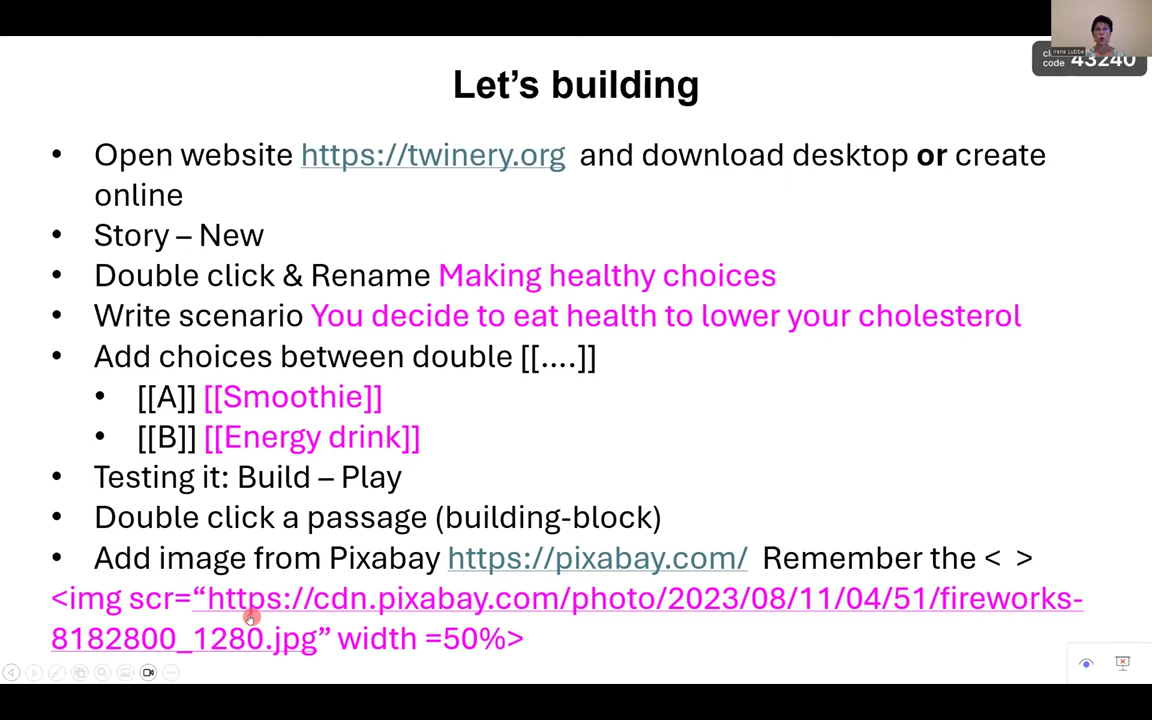 Irene Lubbe
code 43240
Let's building
• Open website https://twinery.org and download desktop or create
online
• Story – New
• Double click & Rename Making healthy choices
• Write scenario You decide to eat health to lower your cholesterol
• Add choices between double [[....]]
• [[A]] [[Smoothie]]
• [[B]] [[Energy drink]]
• Testing it: Build – Play
• Double click a passage (building-block)
• Add image from Pixabay https://pixabay.com/ Remember the < >
<img scr=“https://cdn.pixabay.com/photo/2023/08/11/04/51/fireworks-
8182800_1280.jpg” width =50%>